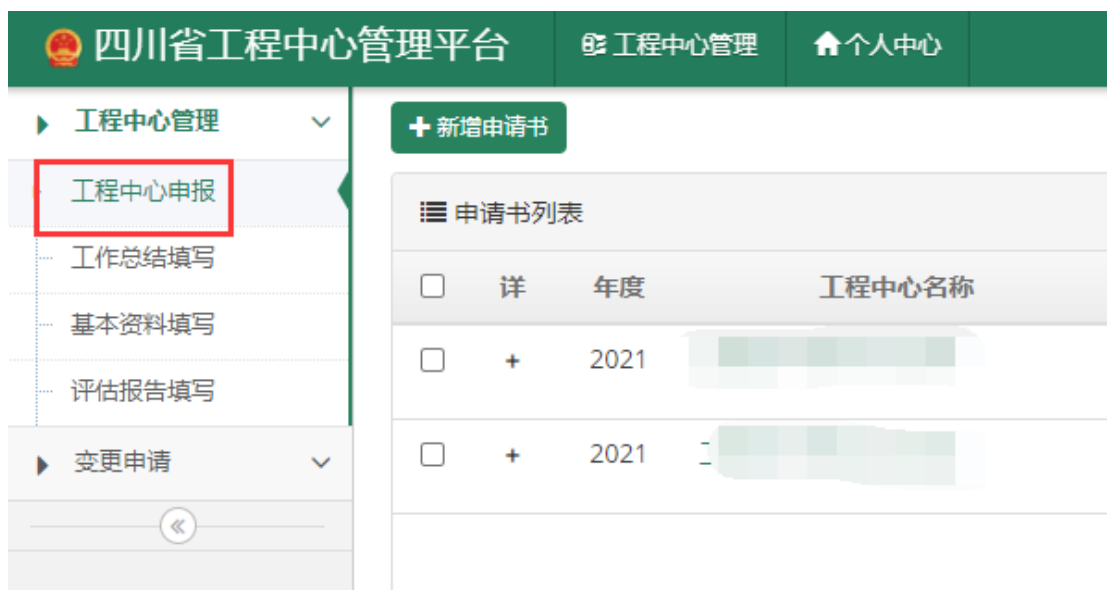 四川省工程中心管理平台 工程中心管理 个人中心
工程中心管理
工程中心申报
工作总结填写
基本资料填写
评估报告填写
变更申请
+ 新增申请书
申请书列表
详 年度 工程中心名称
+ 2021
+ 2021